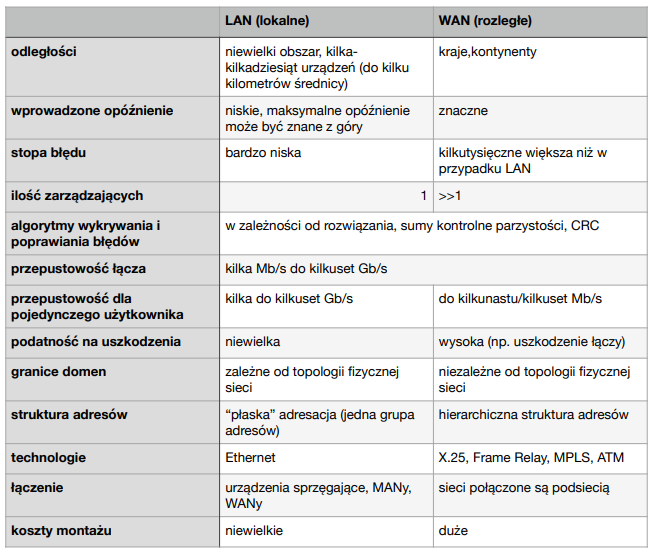 LAN (lokalne) WAN (rozległe)
odległości niewielki obszar, kilka- kraje,kontynenty
kilkadziesiąt urządzeń (do kilku
kilometrów średnicy)
wprowadzone opóźnienie niskie, maksymalne opóźnienie znaczne
może być znane z góry
stopa błędu bardzo niska kilkutysięczne większa niż w
przypadku LAN
ilość zarządzających 1 >>1
algorytmy wykrywania i w zależności od rozwiązania, sumy kontrolne parzystości, CRC
poprawiania błędów
przepustowość łącza kilka Mb/s do kilkuset Gb/s
przepustowość dla kilka do kilkuset Gb/s do kilkunastu/kilkuset Mb/s
pojedynczego użytkownika
podatność na uszkodzenia niewielka wysoka (np. uszkodzenie łączy)
granice domen zależne od topologii fizycznej niezależne od topologii fizycznej
sieci sieci
struktura adresów “płaska” adresacja (jedna grupa hierarchiczna struktura adresów
adresów)
technologie Ethernet X.25, Frame Relay, MPLS, ATM
łączenie urządzenia sprzęgające, MANy, sieci połączone są podsiecią
WANy
koszty montażu niewielkie duże